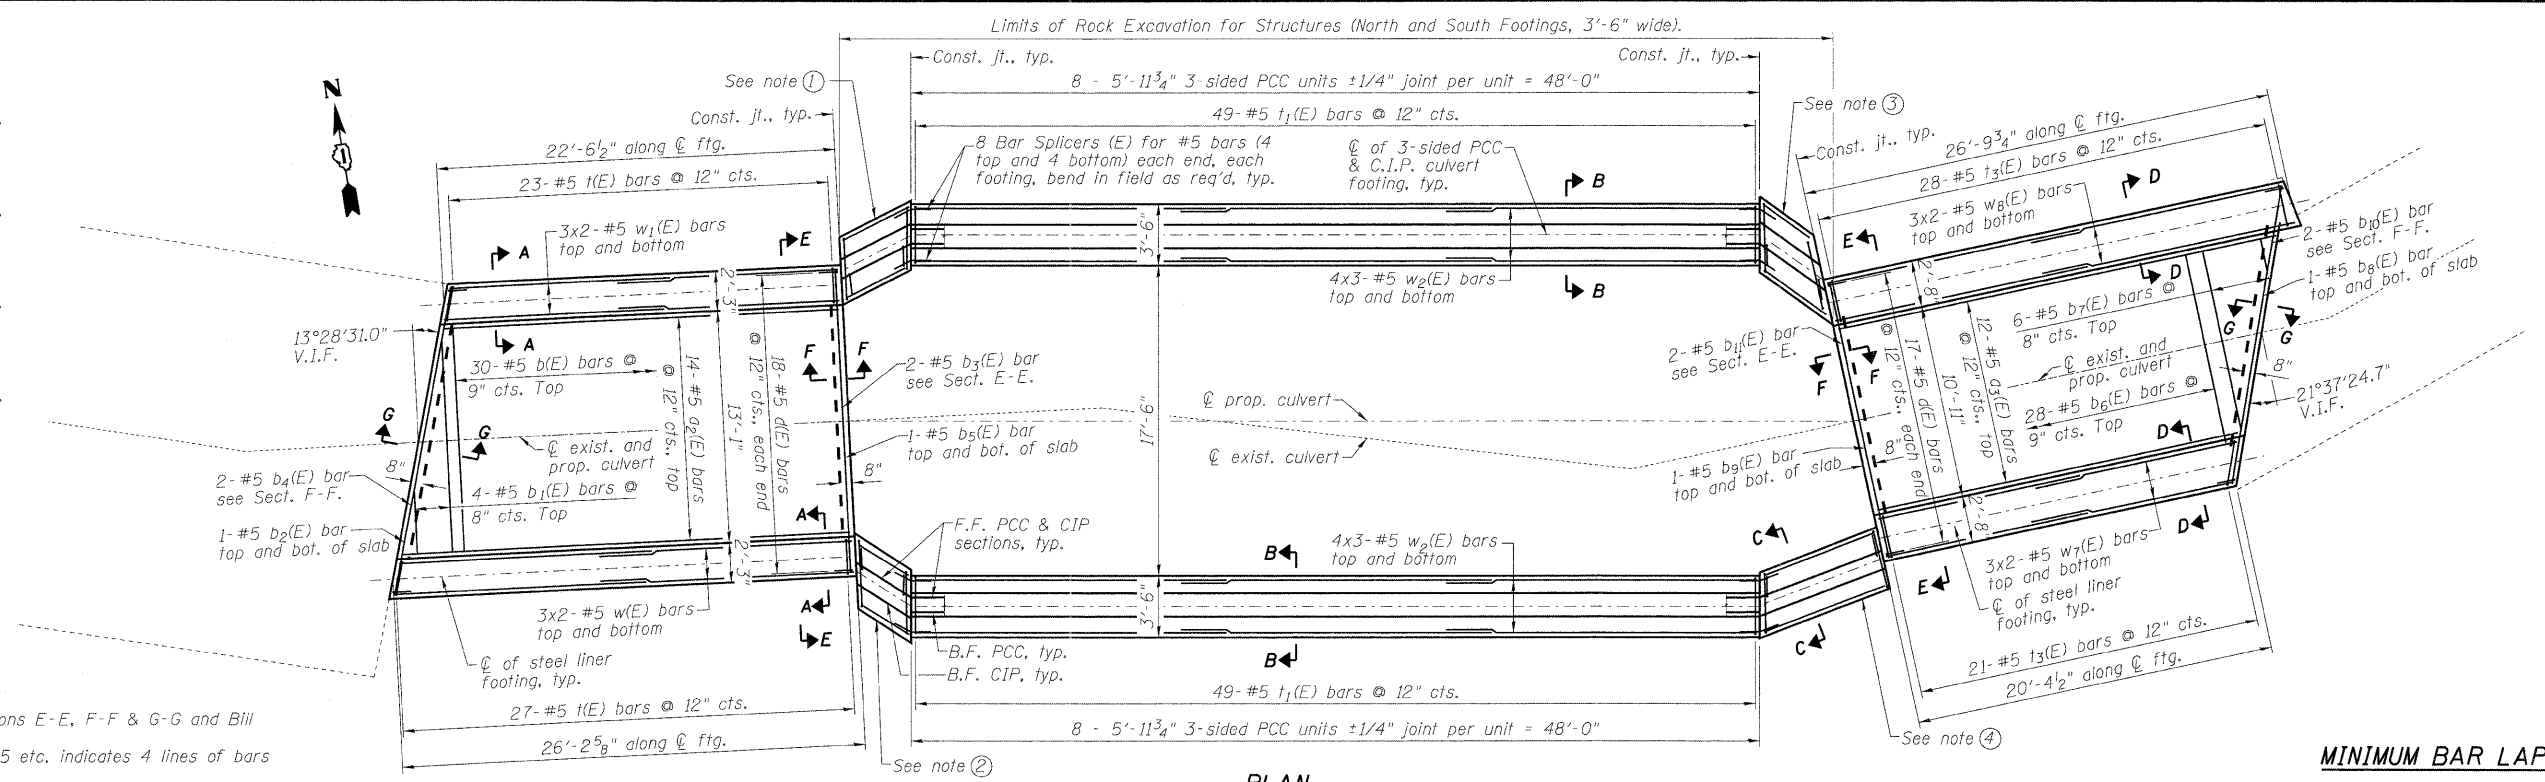 Limits of Rock Excavation for Structures (North and South Footings, 3'-6" wide).
N
See note ①
Const. jt., typ.
Const. jt., typ.
8 - 5'-11¾" 3-sided PCC units ±1/4" joint per unit = 48'-0"
See note ③
Const. jt., typ.
49-#5 t₁(E) bars @ 12" cts.
Const. jt., typ.
26'-9¾" along ℄ ftg.
28-#5 t₃(E) bars @ 12" cts.
22'-6½" along ℄ ftg.
23-#5 t(E) bars @ 12" cts.
8 Bar Splicers (E) for #5 bars (4
top and 4 bottom) each end, each
footing, bend in field as req'd, typ.
℄ of 3-sided PCC
& C.I.P. culvert
footing, typ.
B
D
3x2-#5 w₈(E) bars
top and bottom
3x2-#5 w₁(E) bars
top and bottom
A
E
3'-6"
E
2-#5 b₁₀(E) bar
see Sect. F-F.
1-#5 b₈(E) bar
top and bot. of slab
2'-3"
4x3-#5 w₂(E) bars
top and bottom
B
2'-8"
D
6-#5 b₇(E) bars @
8" cts. Top
G
G
13°28'31.0"
V.I.F.
A
30-#5 b(E) bars @
9" cts. Top
14-#5 a₂(E) bars
@ 12" cts., top
13'-1"
18-#5 d(E) bars
@ 12" cts., each end
F
F
2-#5 b₃(E) bar
see Sect. E-E.
2-#5 b₁₁(E) bar
see Sect. E-E.
F
F
17-#5 d(E) bars
@ 12" cts., each end
10'-11"
12-#5 a₃(E) bars
@ 12" cts., top
℄ exist. and
prop. culvert
8"
21°37'24.7"
V.I.F.
28-#5 b₆(E) bars @
9" cts. Top
D
G
G
℄ exist. and
prop. culvert
℄ prop. culvert
17'-6"
℄ exist. culvert
1-#5 b₅(E) bar
top and bot. of slab
8"
1-#5 b₉(E) bar
top and bot. of slab
8"
2-#5 b₄(E) bar
see Sect. F-F.
8"
4-#5 b₁(E) bars @
8" cts. Top
1-#5 b₂(E) bar
top and bot. of slab
A
F.F. PCC & CIP
sections, typ.
B
4x3-#5 w₂(E) bars
top and bottom
C
2'-8"
D
2'-3"
3'-6"
3x2-#5 w₇(E) bars
top and bottom
E
℄ of steel liner
footing, typ.
3x2-#5 w(E) bars
top and bottom
A
E
℄ of steel liner
footing, typ.
B.F. PCC, typ.
B.F. CIP, typ.
B
C
21-#5 t₃(E) bars @ 12" cts.
20'-4½" along ℄ ftg.
49-#5 t₁(E) bars @ 12" cts.
27-#5 t(E) bars @ 12" cts.
26'-2⅝" along ℄ ftg.
8 - 5'-11¾" 3-sided PCC units ±1/4" joint per unit = 48'-0"
See note ②
See note ④
ons E-E, F-F & G-G and Bill
5 etc. indicates 4 lines of bars
PLAN
MINIMUM BAR LAP